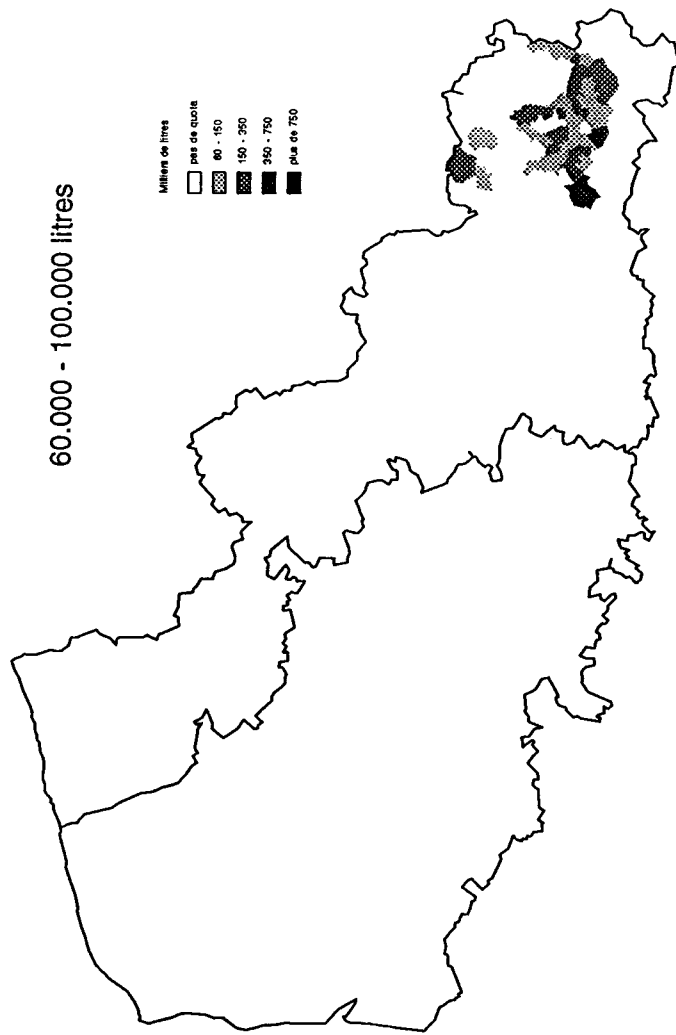 60.000 - 100.000 litres
Milliers de litres
pas de quota
60 - 150
150 - 350
350 - 750
plus de 750